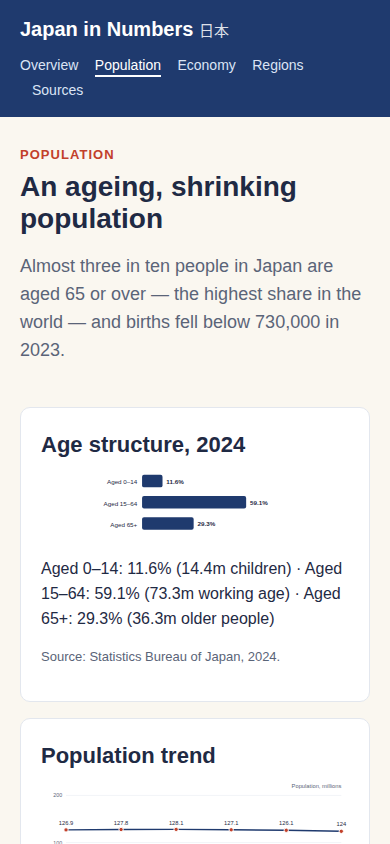 Japan in Numbers 日本
Overview Population Economy Regions
Sources
POPULATION
An ageing, shrinking
population
Almost three in ten people in Japan are
aged 65 or over — the highest share in the
world — and births fell below 730,000 in
2023.
Age structure, 2024
Aged 0–14 11.6%
Aged 15–64 59.1%
Aged 65+ 29.3%
Aged 0–14: 11.6% (14.4m children) · Aged
15–64: 59.1% (73.3m working age) · Aged
65+: 29.3% (36.3m older people)
Source: Statistics Bureau of Japan, 2024.
Population trend
Population, millions
200
126.9 127.8 128.1 127.1 126.1 124
100